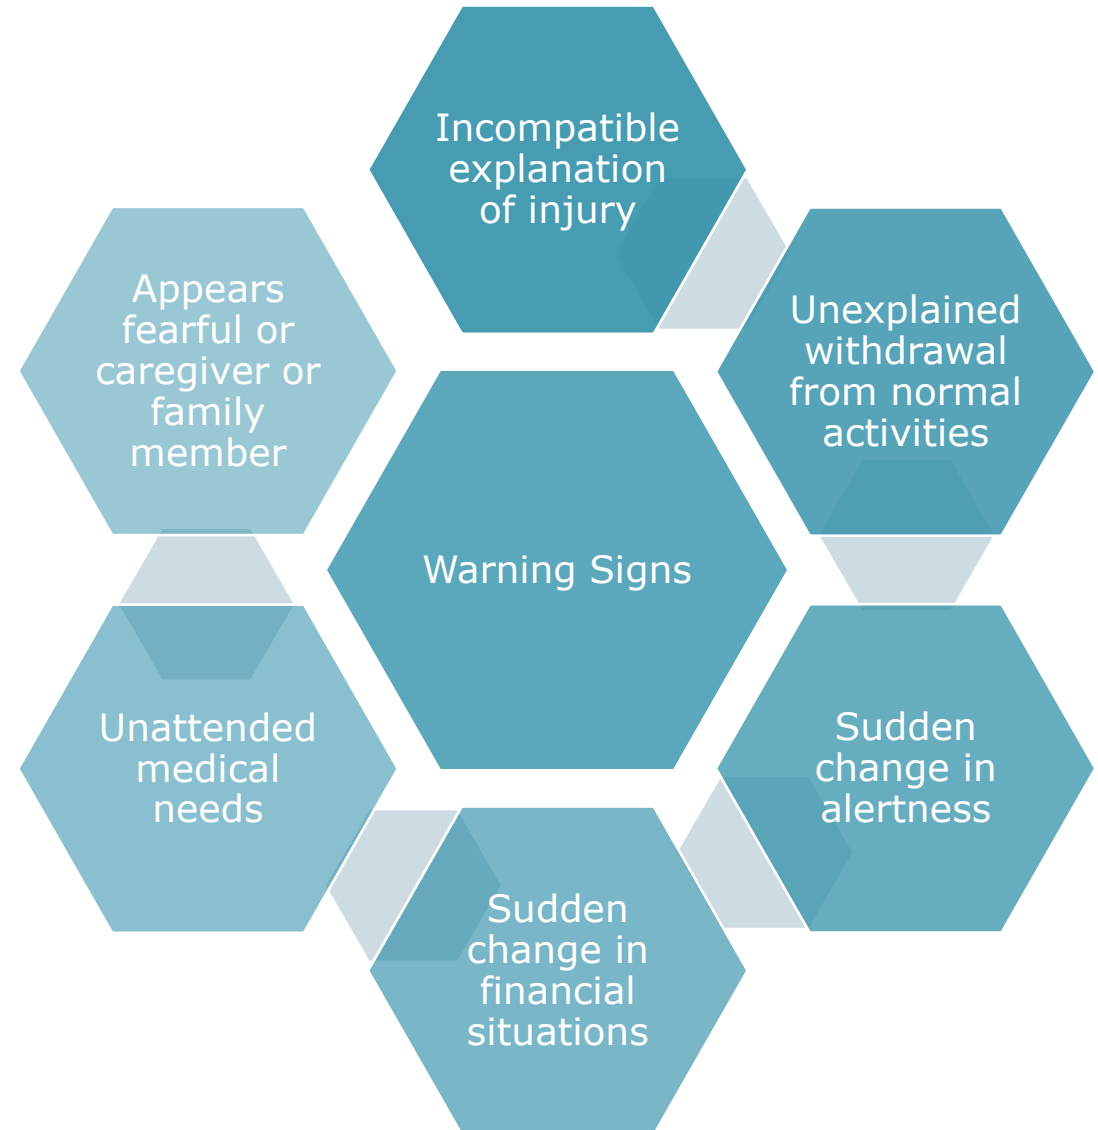 Incompatible
explanation
of injury
Unexplained
withdrawal
from normal
activities
Sudden
change in
alertness
Sudden
change in
financial
situations
Unattended
medical
needs
Appears
fearful or
caregiver or
family
member
Warning Signs